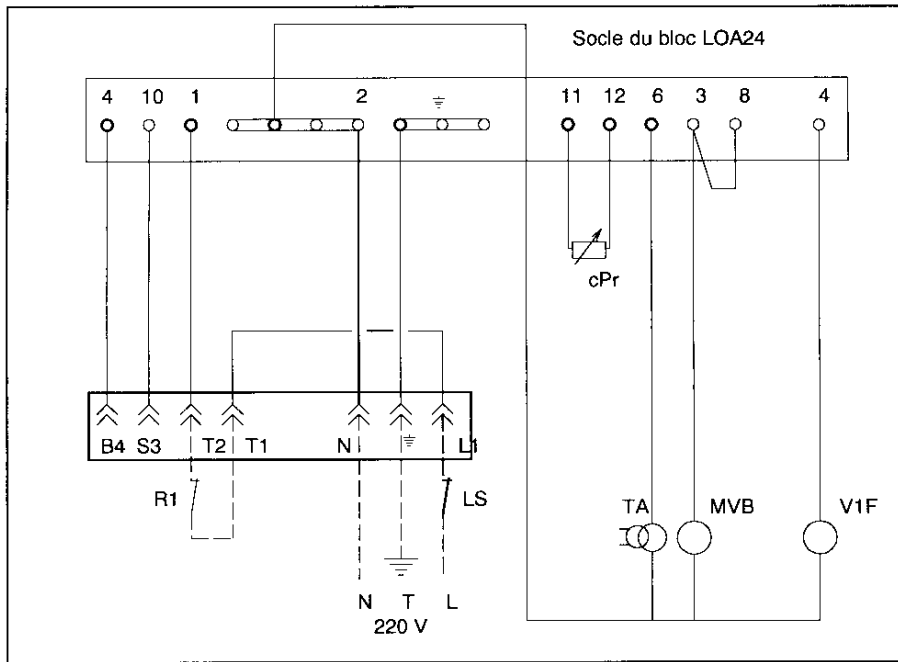 Socle du bloc LOA24
4 10 1 2 11 12 6 3 8 4
cPr
B4 S3 T2 T1 N L1
R1 LS TA MVB V1F
N T L
220 V